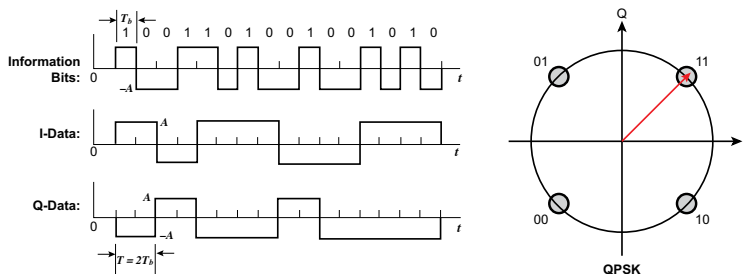 T_b
1 0 0 1 1 0 1 0 0 1 0 0 1 0 1 0
Information
Bits:
0
–A
t
I-Data:
A
0
t
Q-Data:
A
0
–A
t
T = 2T_b
Q
01
11
00
10
QPSK